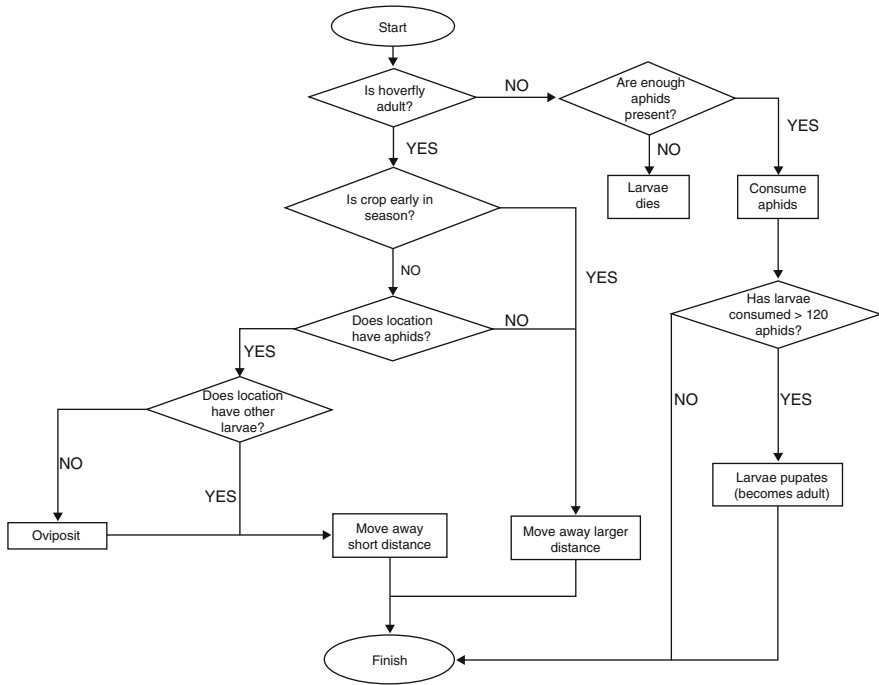 Start
Is hoverfly
adult?
NO
Are enough
aphids
present?
YES
YES
NO
Larvae
dies
Consume
aphids
Is crop early in
season?
YES
NO
Has larvae
consumed > 120
aphids?
Does location
have aphids?
NO
YES
Does location
have other
larvae?
NO
YES
NO
YES
Larvae pupates
(becomes adult)
Oviposit
Move away
short distance
Move away larger
distance
Finish